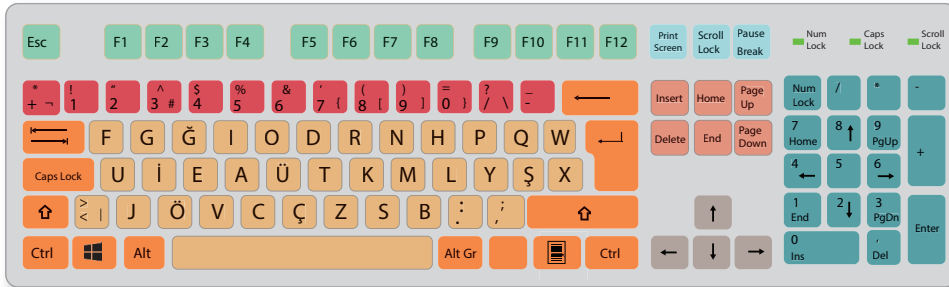 Esc F1 F2 F3 F4 F5 F6 F7 F8 F9 F10 F11 F12 Print Screen Scroll Lock Pause Break Num Lock Caps Lock Scroll Lock
* + ¬ ! 1 " 2 ^ 3 # $ 4 % 5 & 6 ' 7 { ( 8 [ ) 9 ] = 0 } ? / \ _ - Insert Home Page Up Num Lock / * -
F G Ğ I O D R N H P Q W Delete End Page Down 7 Home 8 9 PgUp +
Caps Lock U İ E A Ü T K M L Y Ş X 4 5 6
> < | J Ö V C Ç Z S B : . ; , 1 End 2 3 PgDn Enter
Ctrl Alt Alt Gr Ctrl 0 Ins , Del